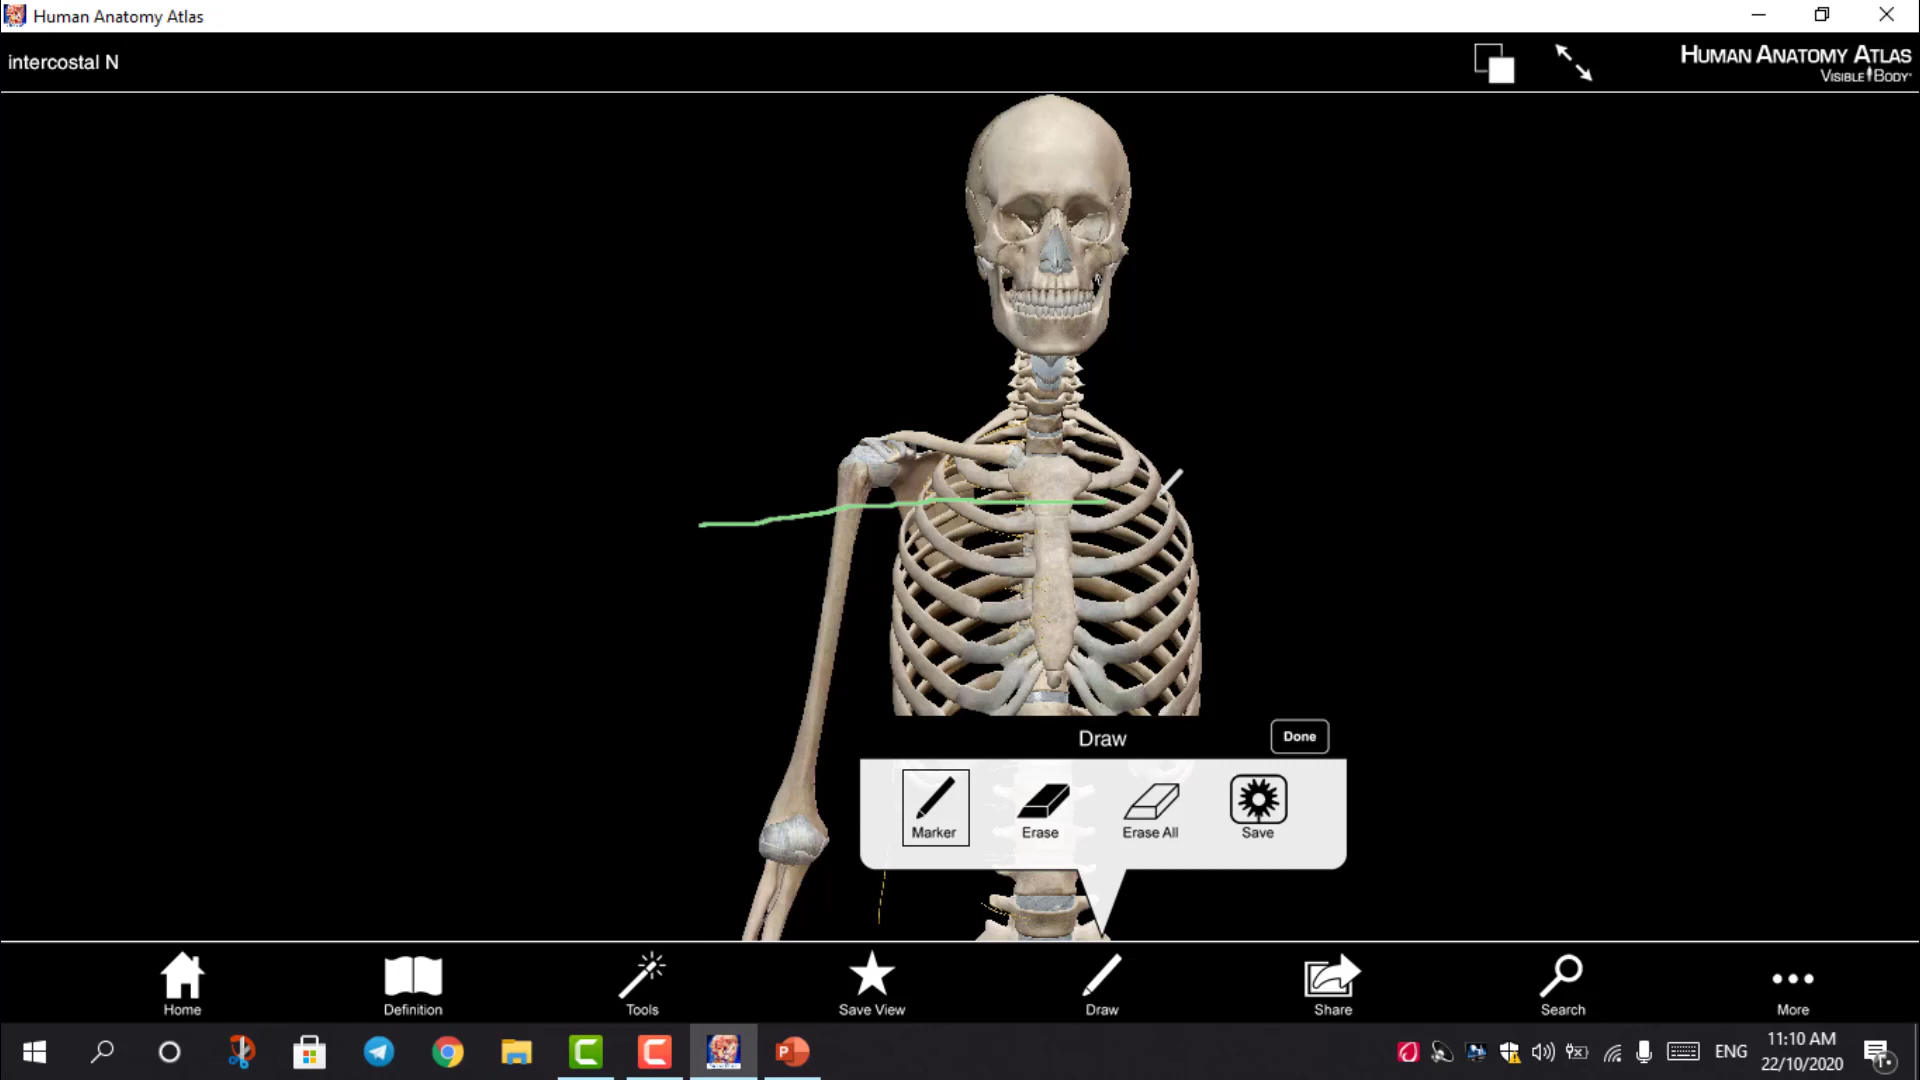 Human Anatomy Atlas
intercostal N
HUMAN ANATOMY ATLAS
VISIBLE BODY
Draw
Done
Marker
Erase
Erase All
Save
Home
Definition
Tools
Save View
Draw
Share
Search
More
11:10 AM
ENG
22/10/2020